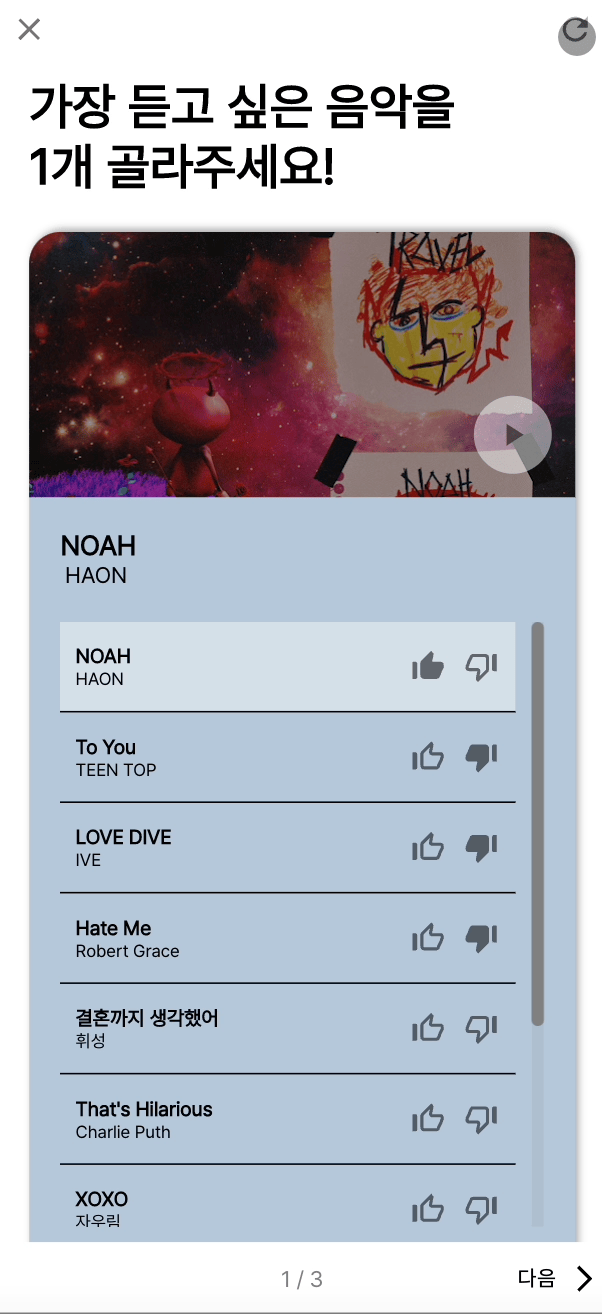 가장 듣고 싶은 음악을
1개 골라주세요!
TRAVEL
NOAH
NOAH
HAON
NOAH
HAON
To You
TEEN TOP
LOVE DIVE
IVE
Hate Me
Robert Grace
결혼까지 생각했어
휘성
That's Hilarious
Charlie Puth
XOXO
자우림
1 / 3
다음